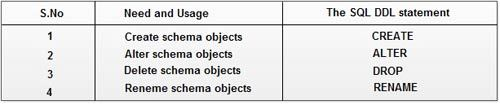 S.No Need and Usage The SQL DDL statement
1 Create schema objects CREATE
2 Alter schema objects ALTER
3 Delete schema objects DROP
4 Reneme schema objects RENAME